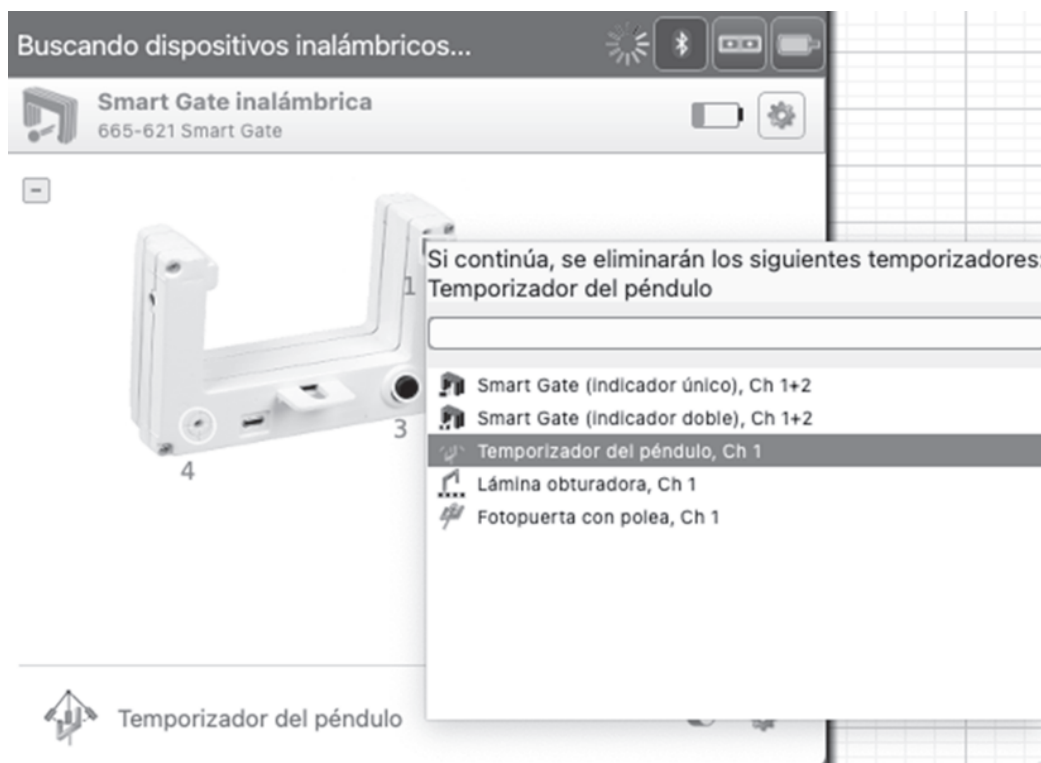 Buscando dispositivos inalámbricos...
Smart Gate inalámbrica
665-621 Smart Gate
1
3
4
Si continúa, se eliminarán los siguientes temporizadores:
Temporizador del péndulo
Smart Gate (indicador único), Ch 1+2
Smart Gate (indicador doble), Ch 1+2
Temporizador del péndulo, Ch 1
Lámina obturadora, Ch 1
Fotopuerta con polea, Ch 1
Temporizador del péndulo